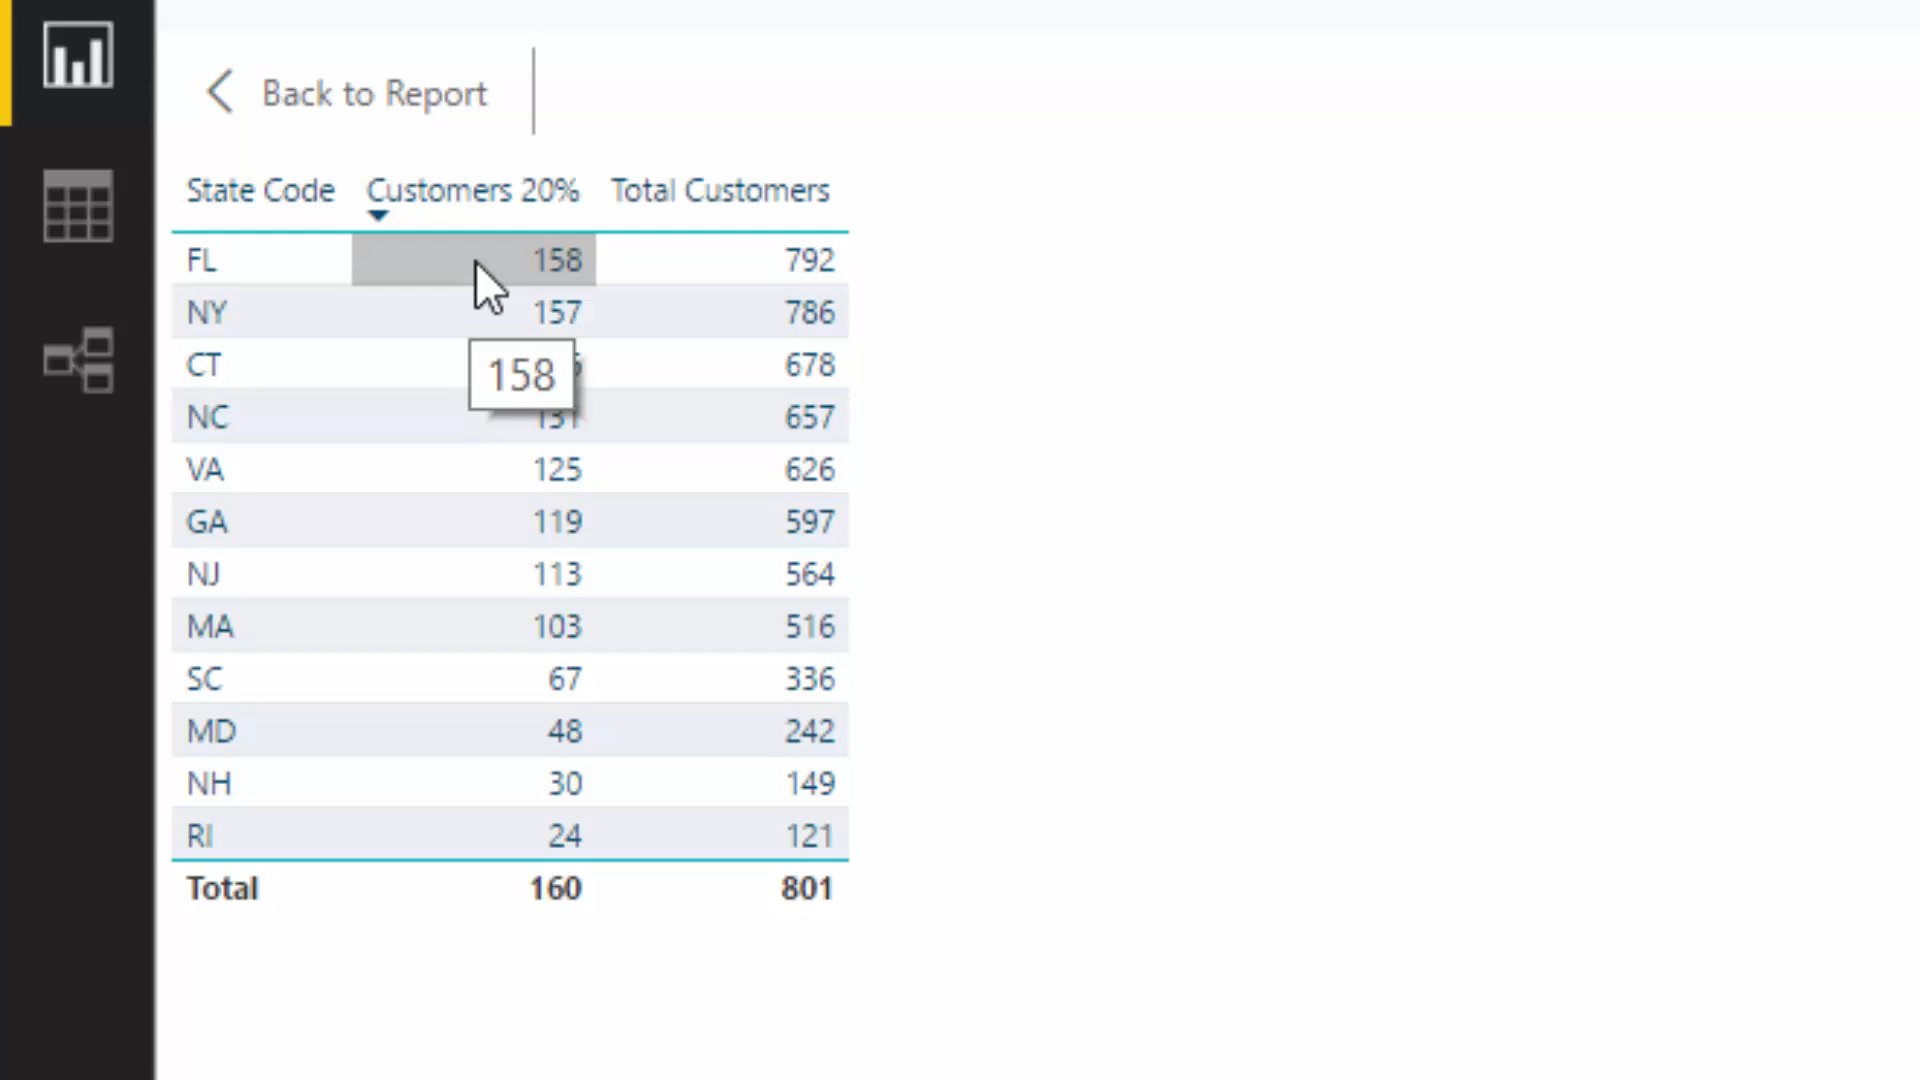 Back to Report
State Code Customers 20% Total Customers
FL 158 792
NY 157 786
CT 678
158
NC 131 657
VA 125 626
GA 119 597
NJ 113 564
MA 103 516
SC 67 336
MD 48 242
NH 30 149
RI 24 121
Total 160 801